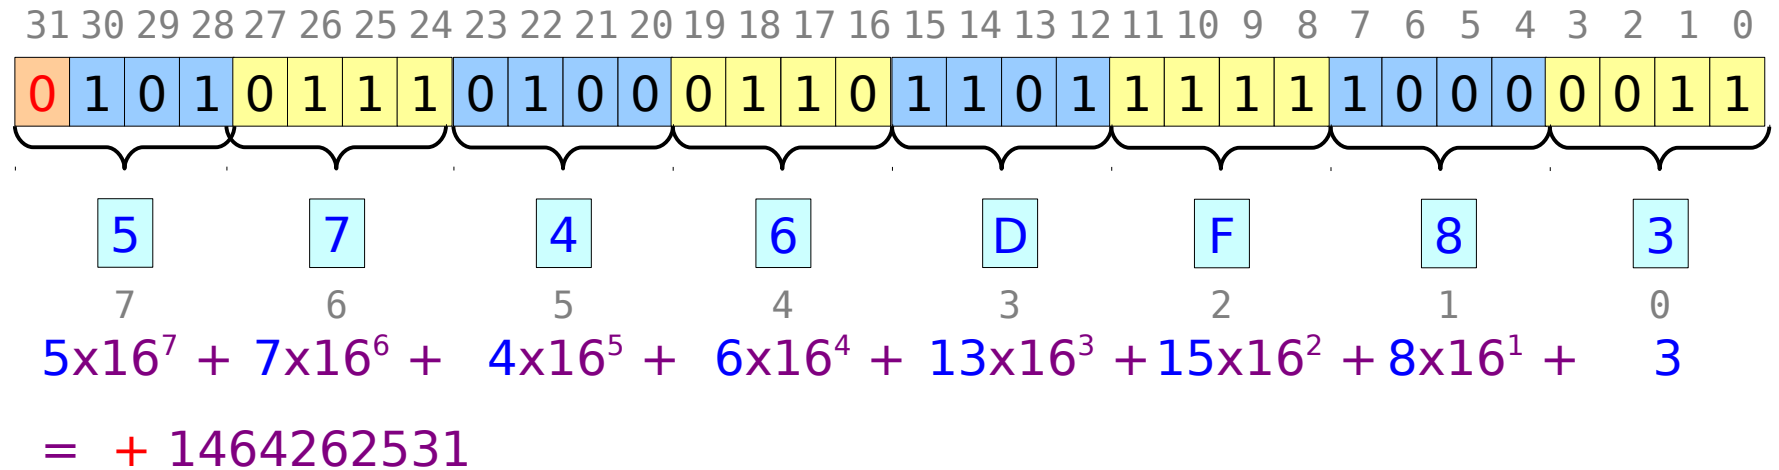 31 30 29 28 27 26 25 24 23 22 21 20 19 18 17 16 15 14 13 12 11 10 9 8 7 6 5 4 3 2 1 0
0 1 0 1 0 1 1 1 0 1 0 0 0 1 1 0 1 1 0 1 1 1 1 1 1 0 0 0 0 0 1 1
5 7 4 6 D F 8 3
7 6 5 4 3 2 1 0
5x16⁷ + 7x16⁶ + 4x16⁵ + 6x16⁴ + 13x16³ + 15x16² + 8x16¹ + 3
= + 1464262531